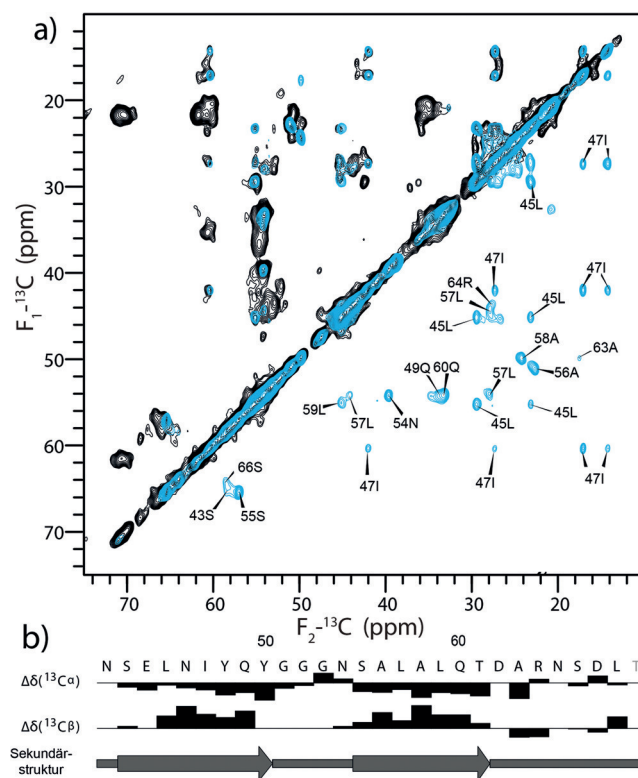 a)
20
47I
30
45L
47I
64R
40
57L
47I
45L
45L
58A
63A
50
49Q 60Q
57L
56A
59L
57L
54N
45L
45L
60
66S
47I
47I
47I
43S
55S
70
70 60 50 40 30 20
F₁-¹³C (ppm)
F₂-¹³C (ppm)
b)
50 60
N S E L N I Y Q Y G G G N S A L A L Q T D A R N S D L T
Δδ(¹³Cα)
Δδ(¹³Cβ)
Sekundär-
struktur